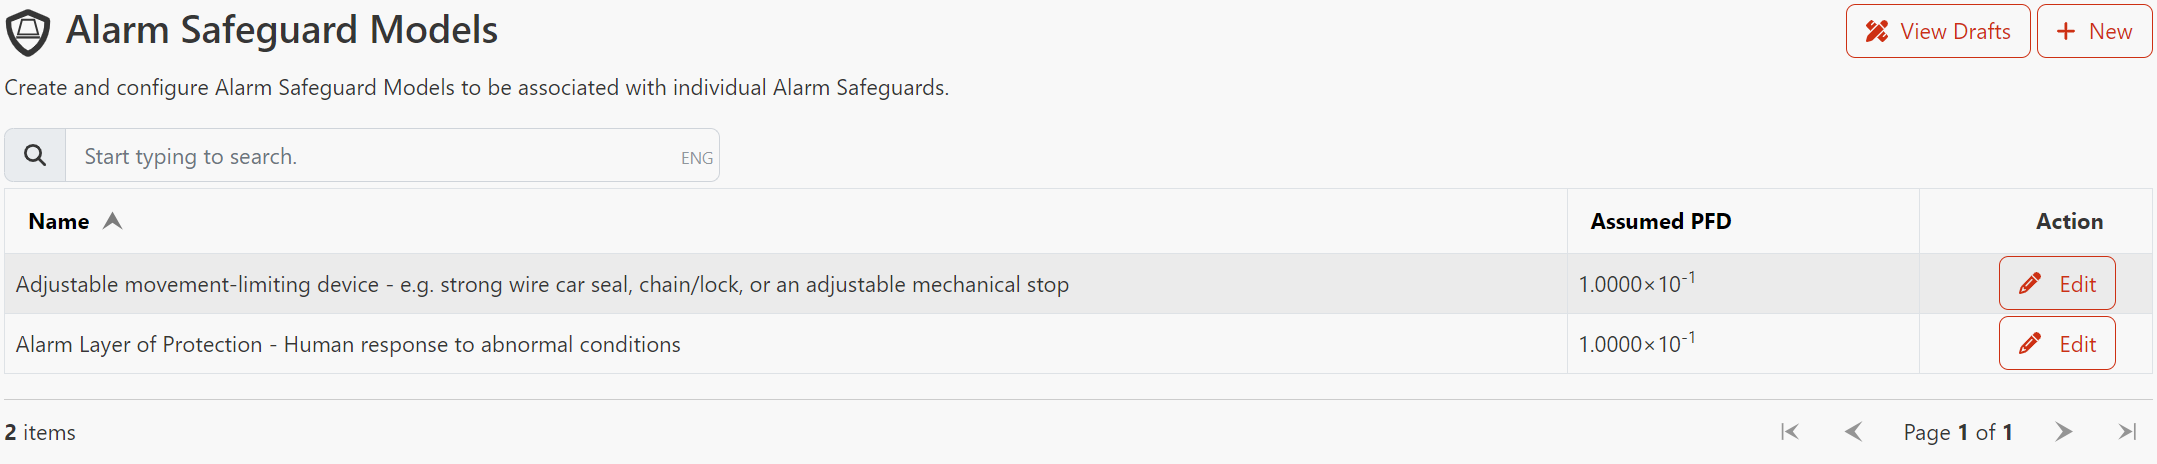 Alarm Safeguard Models
View Drafts
New
Create and configure Alarm Safeguard Models to be associated with individual Alarm Safeguards.
Start typing to search.
ENG
Name
Assumed PFD
Action
Adjustable movement-limiting device - e.g. strong wire car seal, chain/lock, or an adjustable mechanical stop
1.0000×10⁻¹
Edit
Alarm Layer of Protection - Human response to abnormal conditions
1.0000×10⁻¹
Edit
2 items
Page 1 of 1